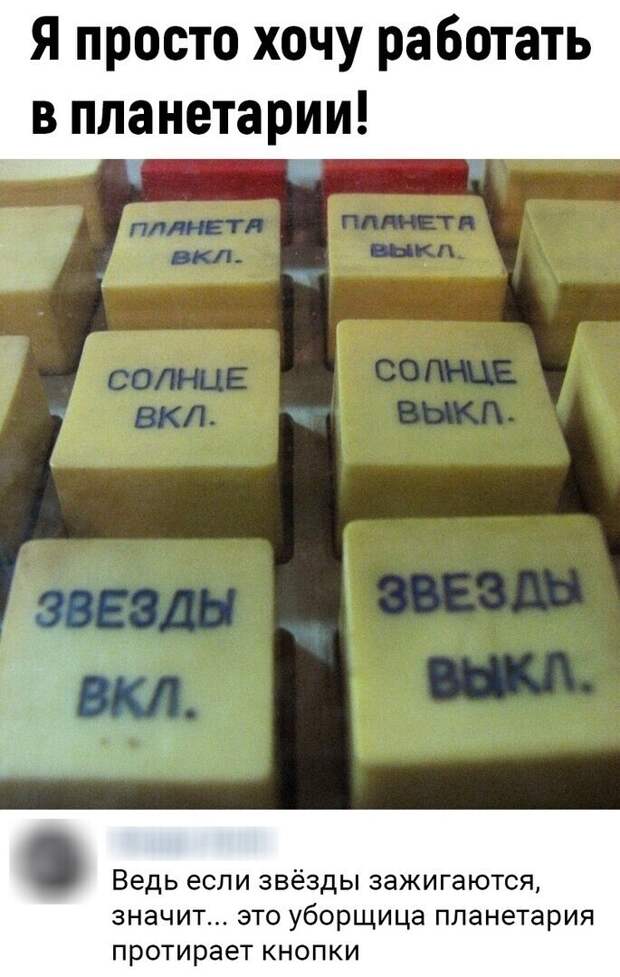 Я просто хочу работать
в планетарии!
ПЛАНЕТА
ВКЛ.
ПЛАНЕТА
ВЫКЛ.
СОЛНЦЕ
ВКЛ.
СОЛНЦЕ
ВЫКЛ.
ЗВЕЗДЫ
ВКЛ.
ЗВЕЗДЫ
ВЫКЛ.
Ведь если звёзды зажигаются,
значит... это уборщица планетария
протирает кнопки